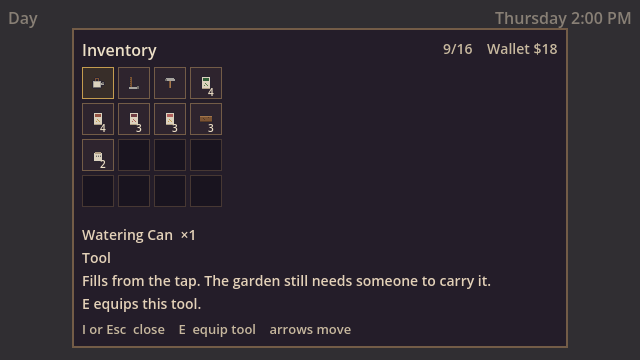 Day
Thursday 2:00 PM
Inventory
9/16 Wallet $18
4
4
3
3
3
2
Watering Can ×1
Tool
Fills from the tap. The garden still needs someone to carry it.
E equips this tool.
I or Esc close E equip tool arrows move